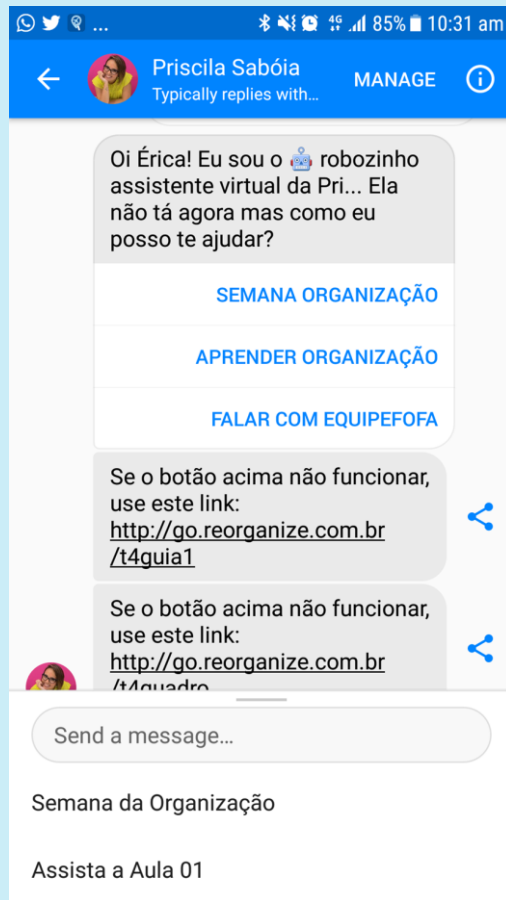 ... 4G 85% 10:31 am
Priscila Sabóia MANAGE
Typically replies with...
Oi Érica! Eu sou o 🤖 robozinho
assistente virtual da Pri... Ela
não tá agora mas como eu
posso te ajudar?
SEMANA ORGANIZAÇÃO
APRENDER ORGANIZAÇÃO
FALAR COM EQUIPEFOFA
Se o botão acima não funcionar,
use este link:
http://go.reorganize.com.br
/t4guia1
Se o botão acima não funcionar,
use este link:
http://go.reorganize.com.br
/t4quadro
Send a message...
Semana da Organização
Assista a Aula 01